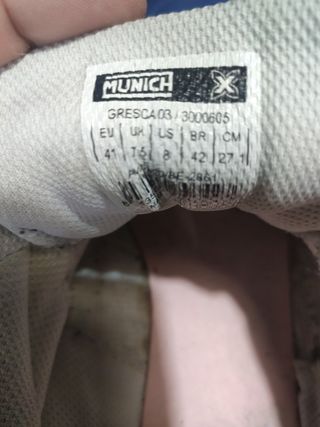 MUNICH X
GRESCA 03 / 3000605
EU UK US BR CM
41 7.5 8 42 27.1